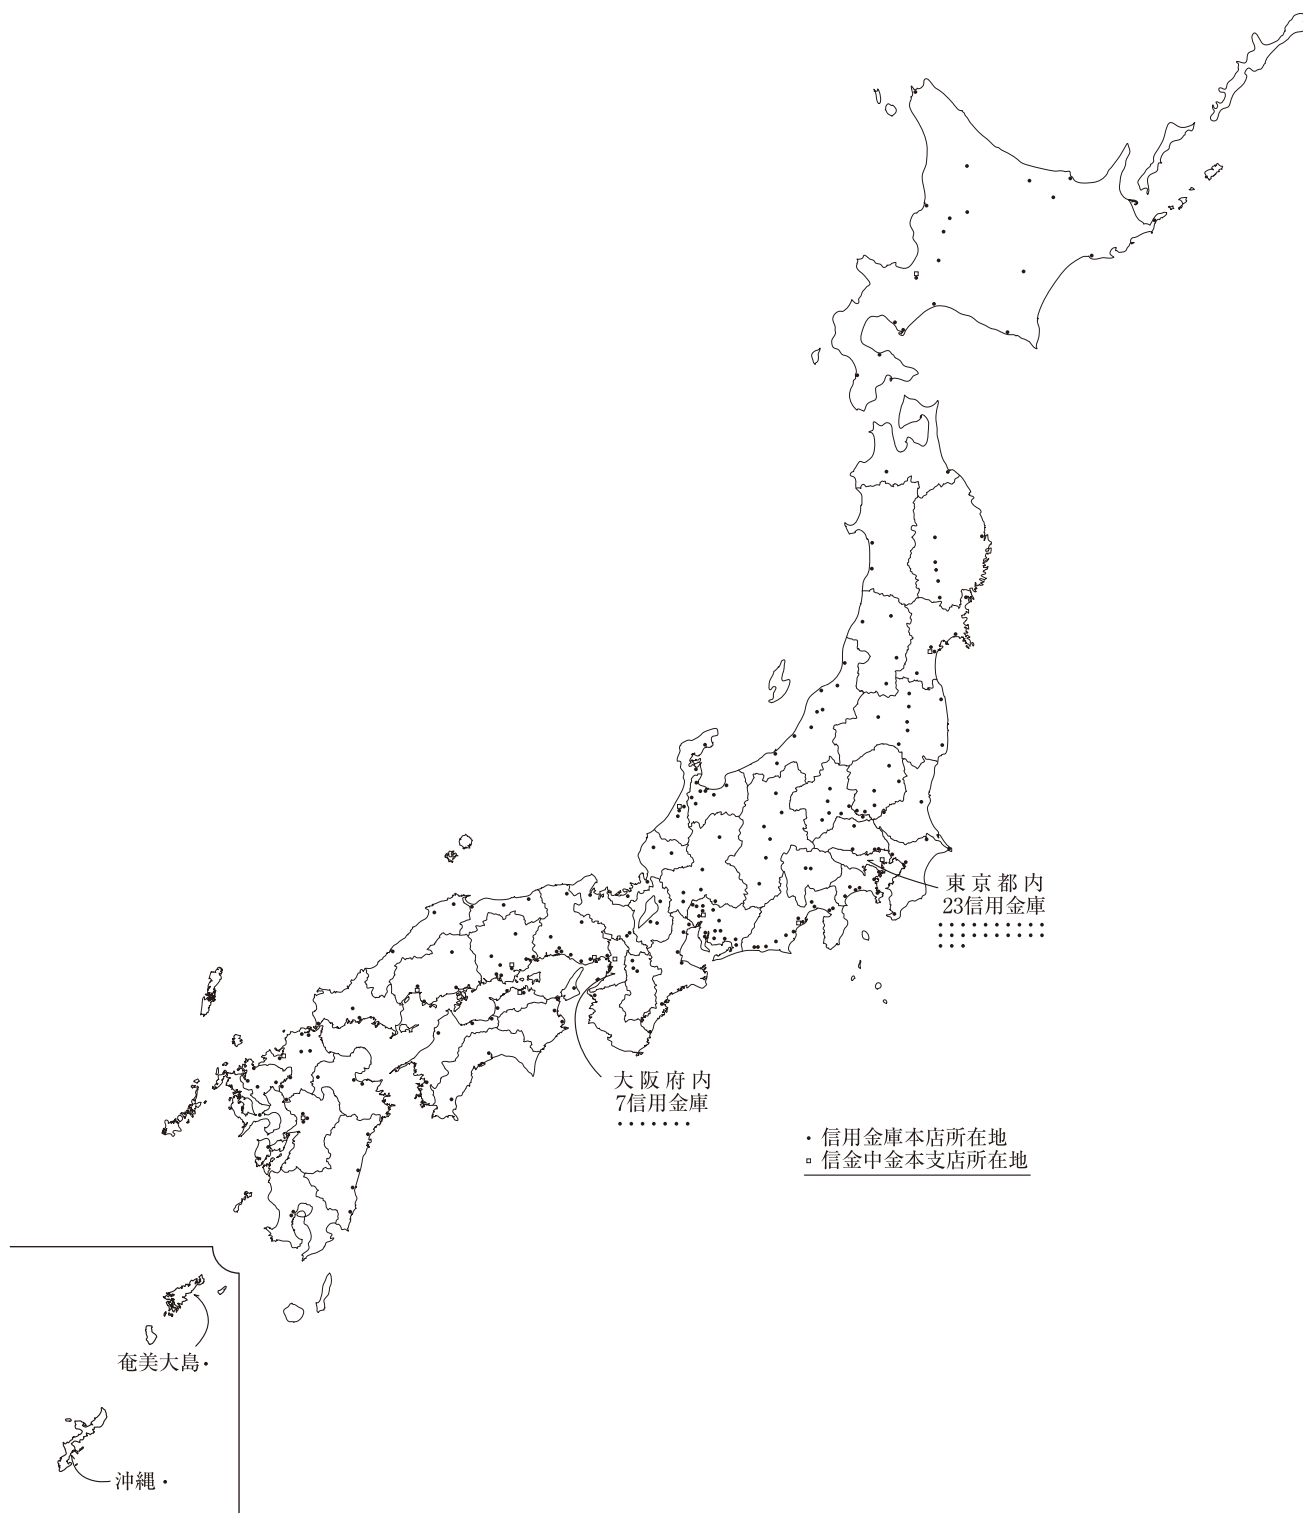 東京都内
23信用金庫
大阪府内
7信用金庫
・信用金庫本店所在地
▫信金中金本支店所在地
奄美大島・
沖縄・